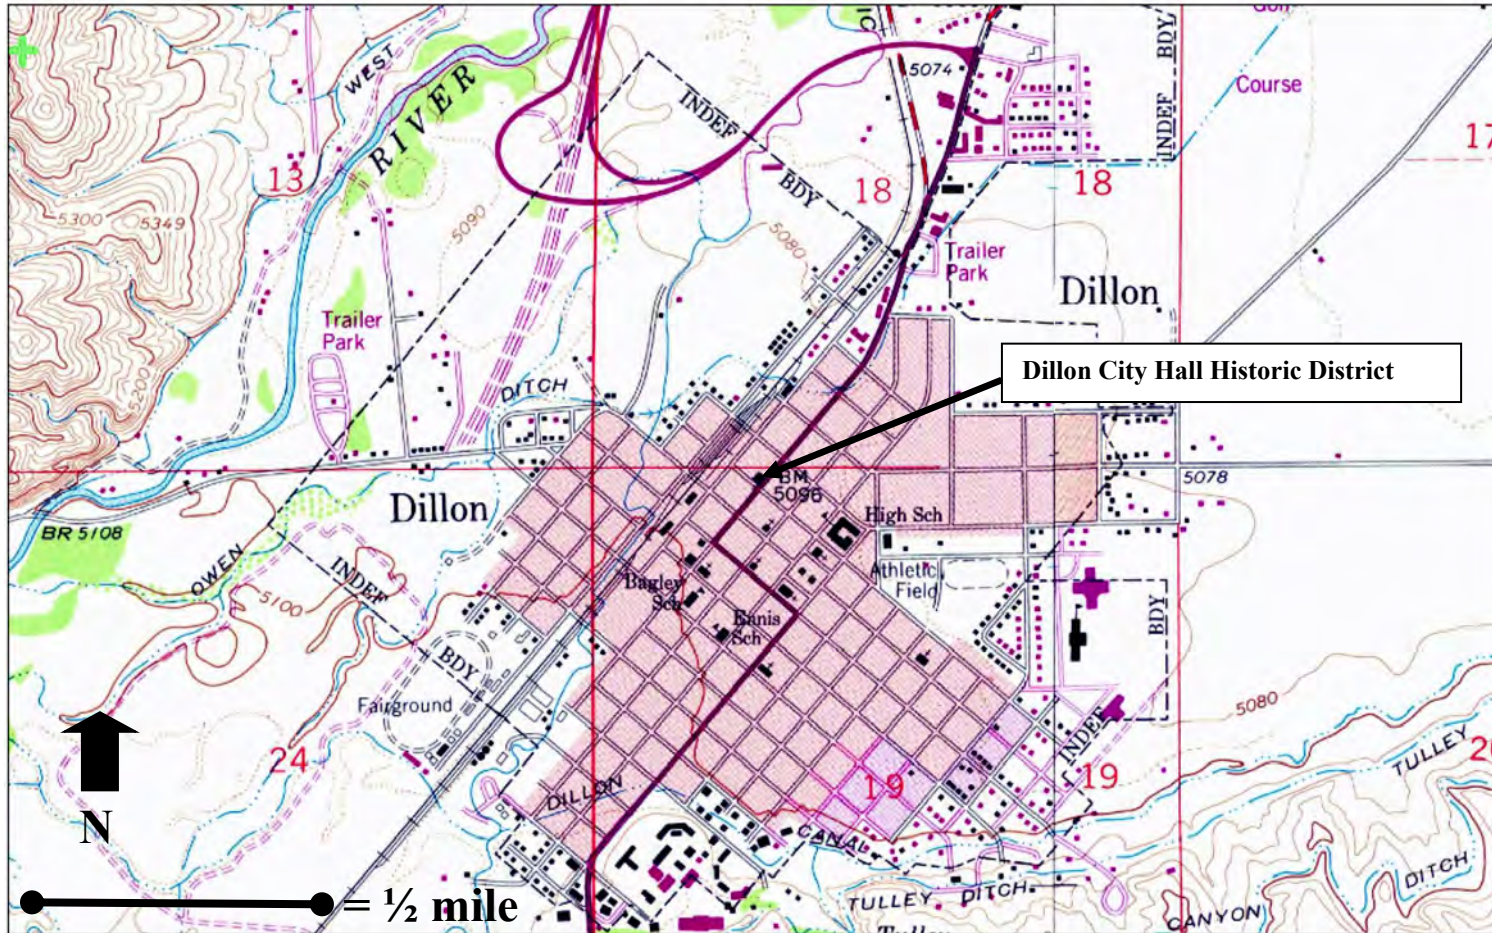 5074
Course
BDY
INDEF
17
WEST
RIVER
INDEF
BDY
13
18
18
5300
5349
5090
5080
5200
Trailer
Park
Trailer
Park
Dillon
DITCH
Dillon City Hall Historic District
BM
5096
5078
Dillon
High Sch
BR 5108
OWEN
INDEF
5100
Athletic
Field
Bagley
Sch
Ennis
Sch
BDY
BDY
Fairground
5080
INDEF
TULLEY
24
19
19
20
DILLON
CANAL
N
= ½ mile
TULLEY DITCH
DITCH
CANYON